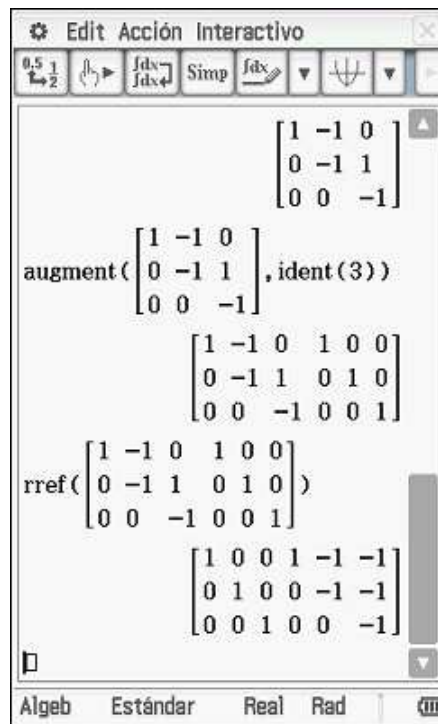 Edit Acción Interactivo
0.5 1 2 ∫dx ∫dx Simp ∫dx
[1 -1 0]
[0 -1 1]
[0 0 -1]
augment([1 -1 0
0 -1 1
0 0 -1],ident(3))
[1 -1 0 1 0 0]
[0 -1 1 0 1 0]
[0 0 -1 0 0 1]
rref([1 -1 0 1 0 0
0 -1 1 0 1 0
0 0 -1 0 0 1])
[1 0 0 1 -1 -1]
[0 1 0 0 -1 -1]
[0 0 1 0 0 -1]
Algeb Estándar Real Rad